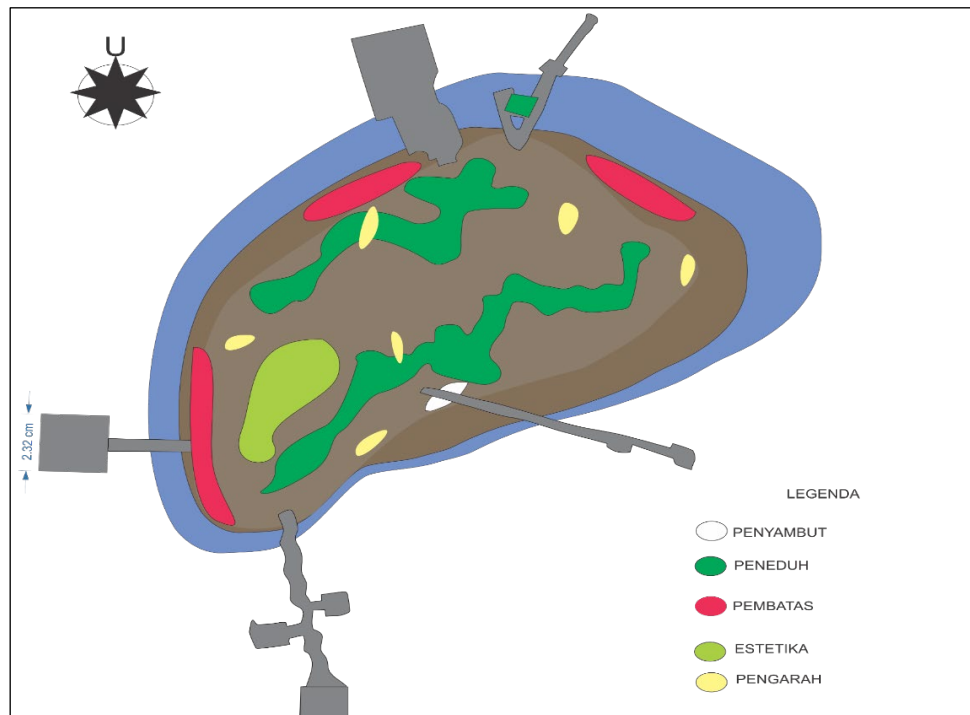 U
2.32 cm
LEGENDA
PENYAMBUT
PENEDUH
PEMBATAS
ESTETIKA
PENGARAH